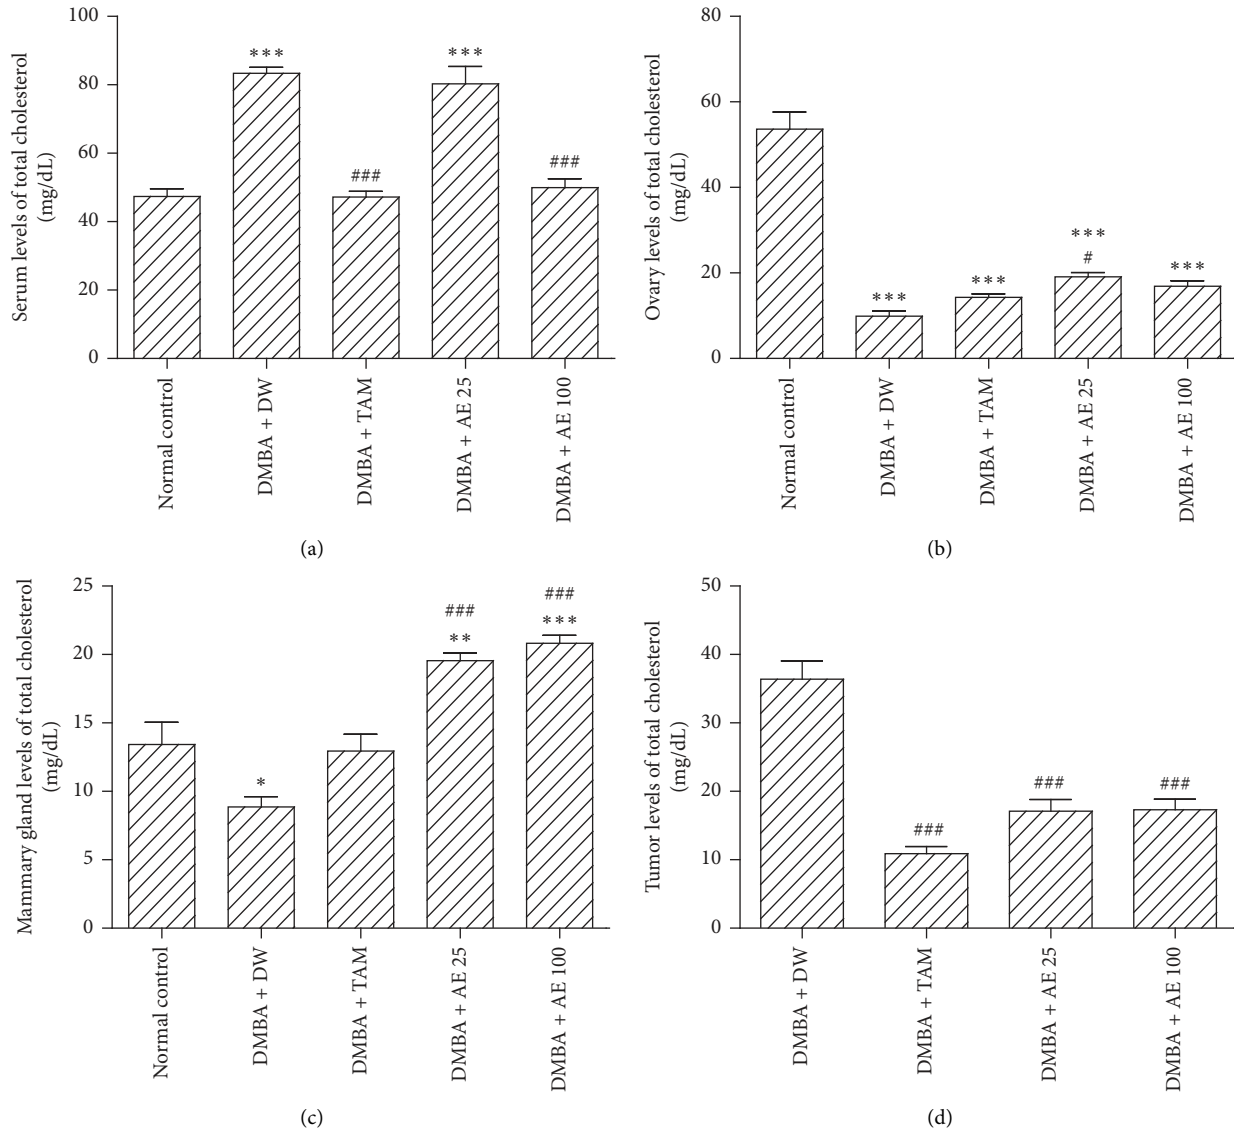 Serum levels of total cholesterol
(mg/dL)
100
80
60
40
20
0
***
###
***
###
Normal control
DMBA + DW
DMBA + TAM
DMBA + AE 25
DMBA + AE 100
(a)
Ovary levels of total cholesterol
(mg/dL)
80
60
40
20
0
***
***
***
#
***
Normal control
DMBA + DW
DMBA + TAM
DMBA + AE 25
DMBA + AE 100
(b)
Mammary gland levels of total cholesterol
(mg/dL)
25
20
15
10
5
0
*
###
**
###
***
Normal control
DMBA + DW
DMBA + TAM
DMBA + AE 25
DMBA + AE 100
(c)
Tumor levels of total cholesterol
(mg/dL)
50
40
30
20
10
0
###
###
###
DMBA + DW
DMBA + TAM
DMBA + AE 25
DMBA + AE 100
(d)